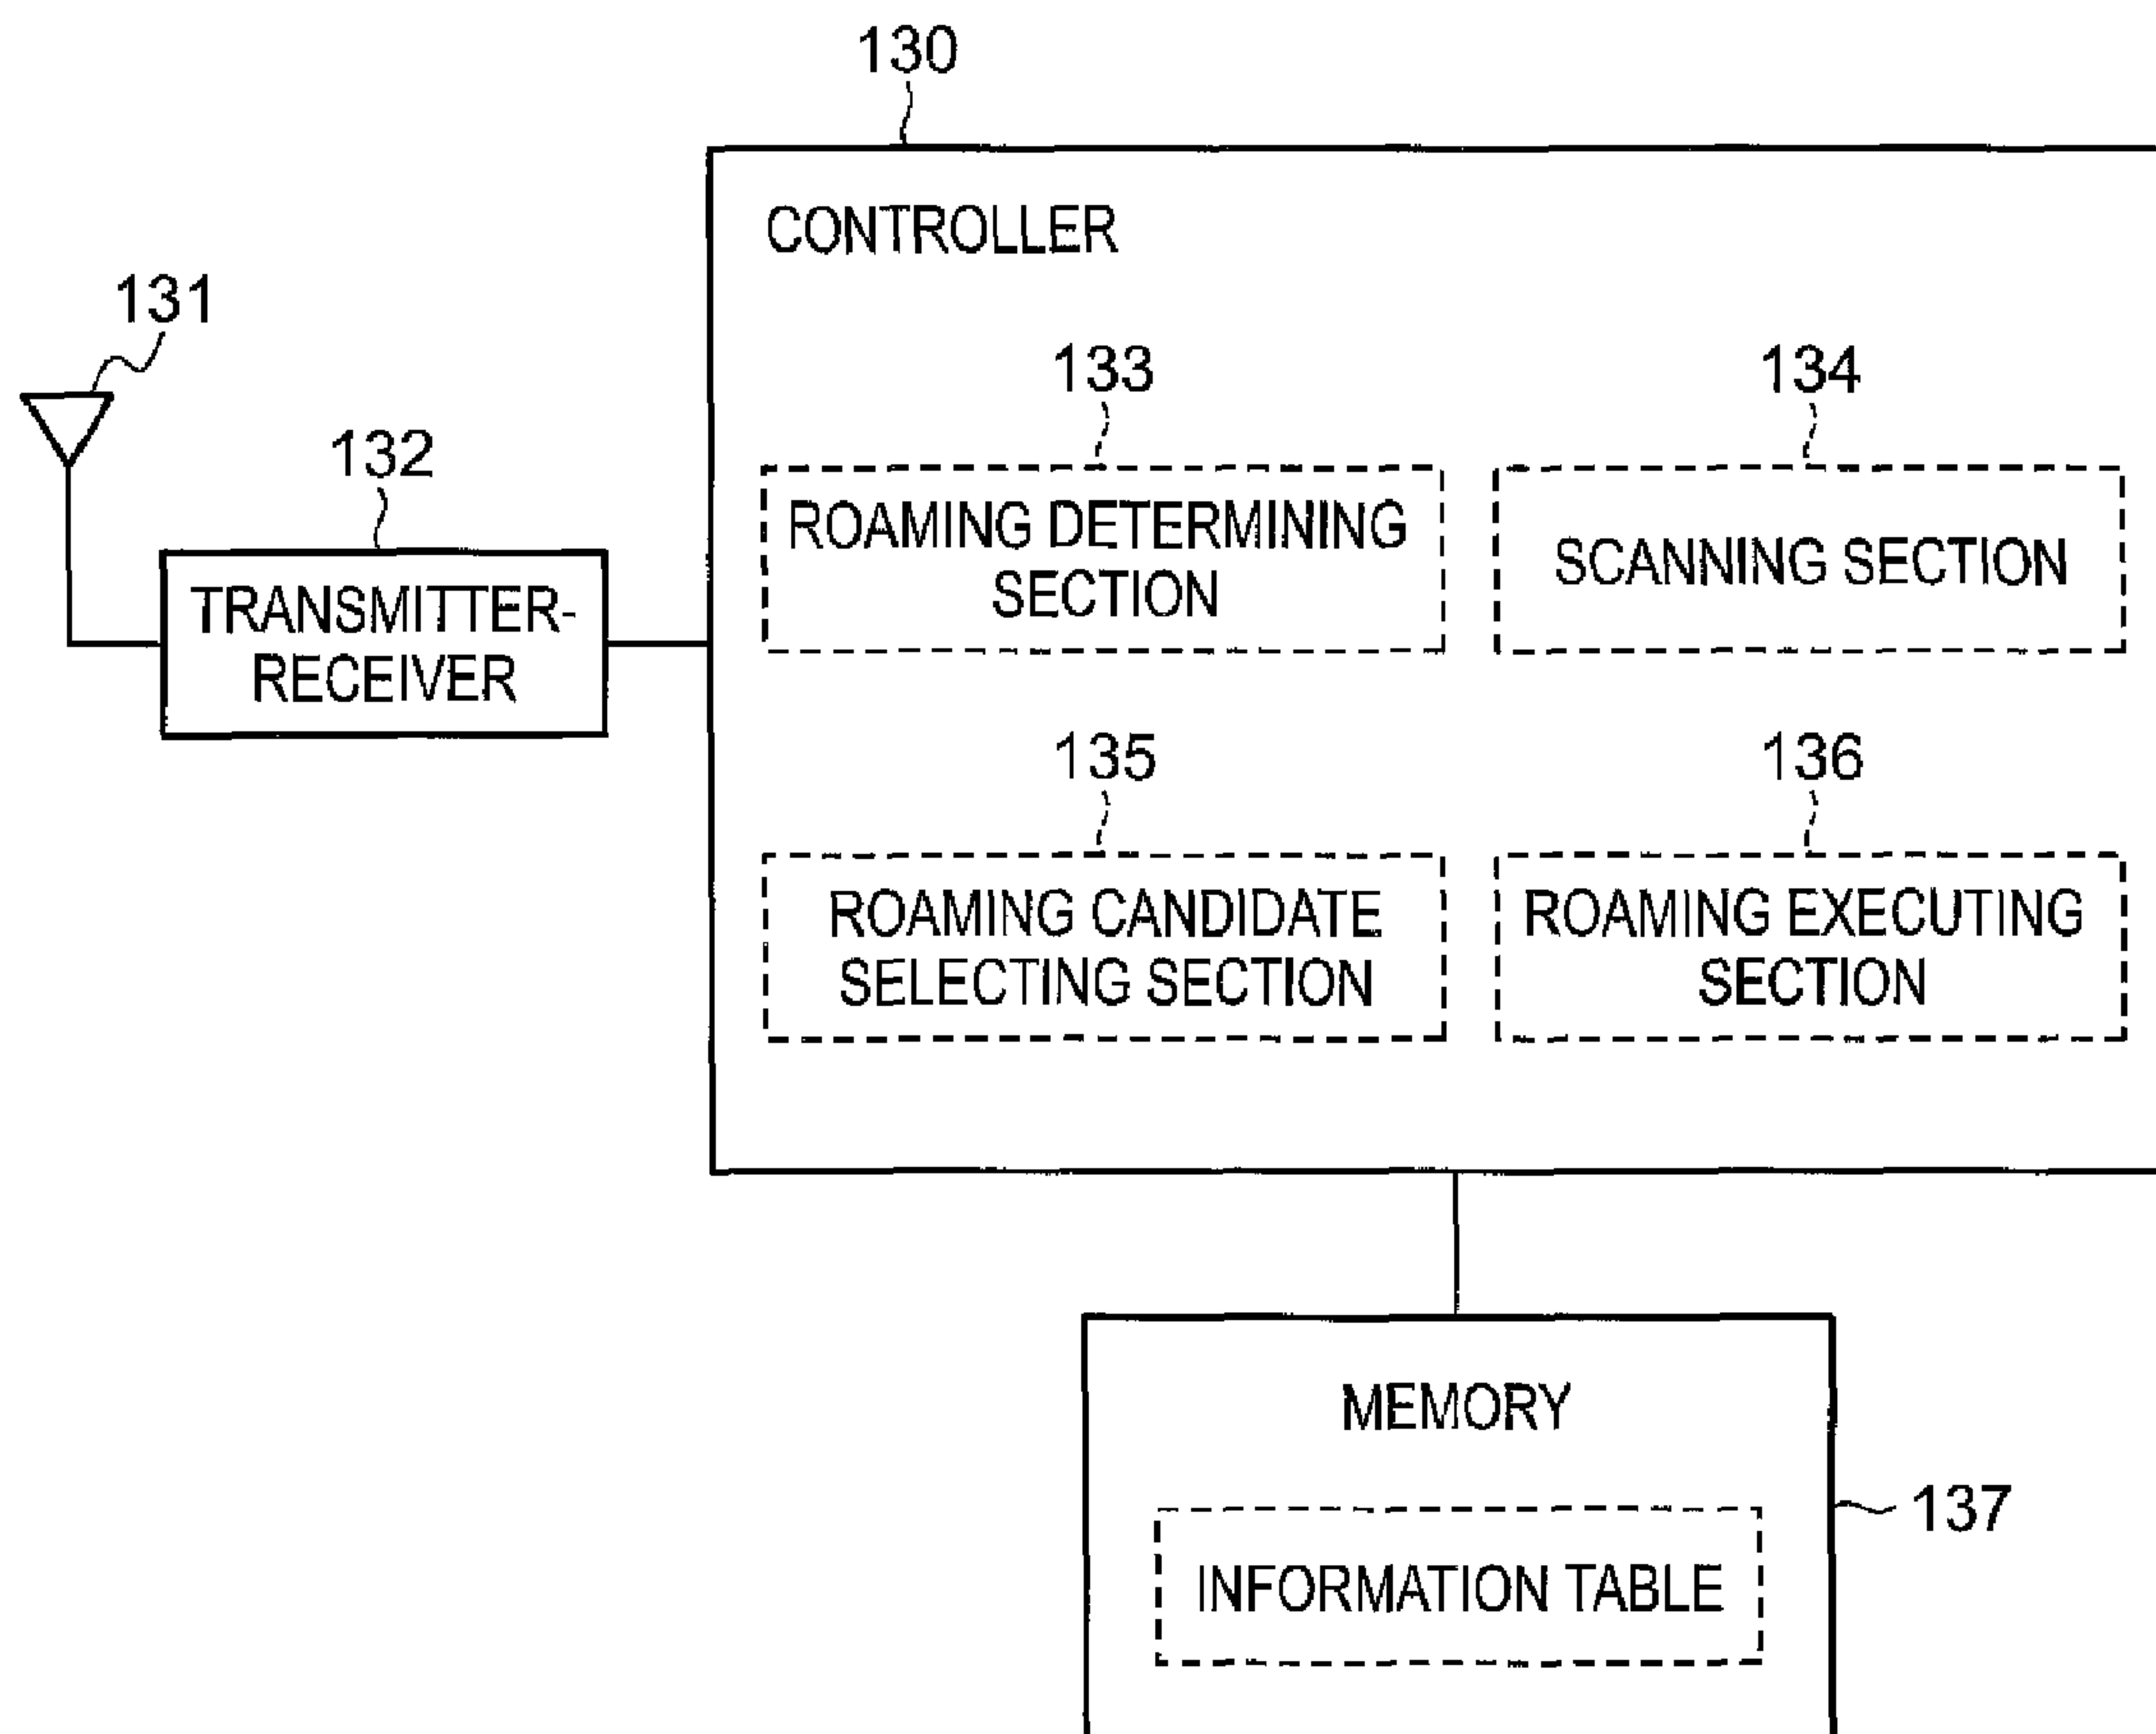 130
CONTROLLER
131
132
TRANSMITTER-
RECEIVER
133
ROAMING DETERMINING
SECTION
134
SCANNING SECTION
135
ROAMING CANDIDATE
SELECTING SECTION
136
ROAMING EXECUTING
SECTION
MEMORY
137
INFORMATION TABLE